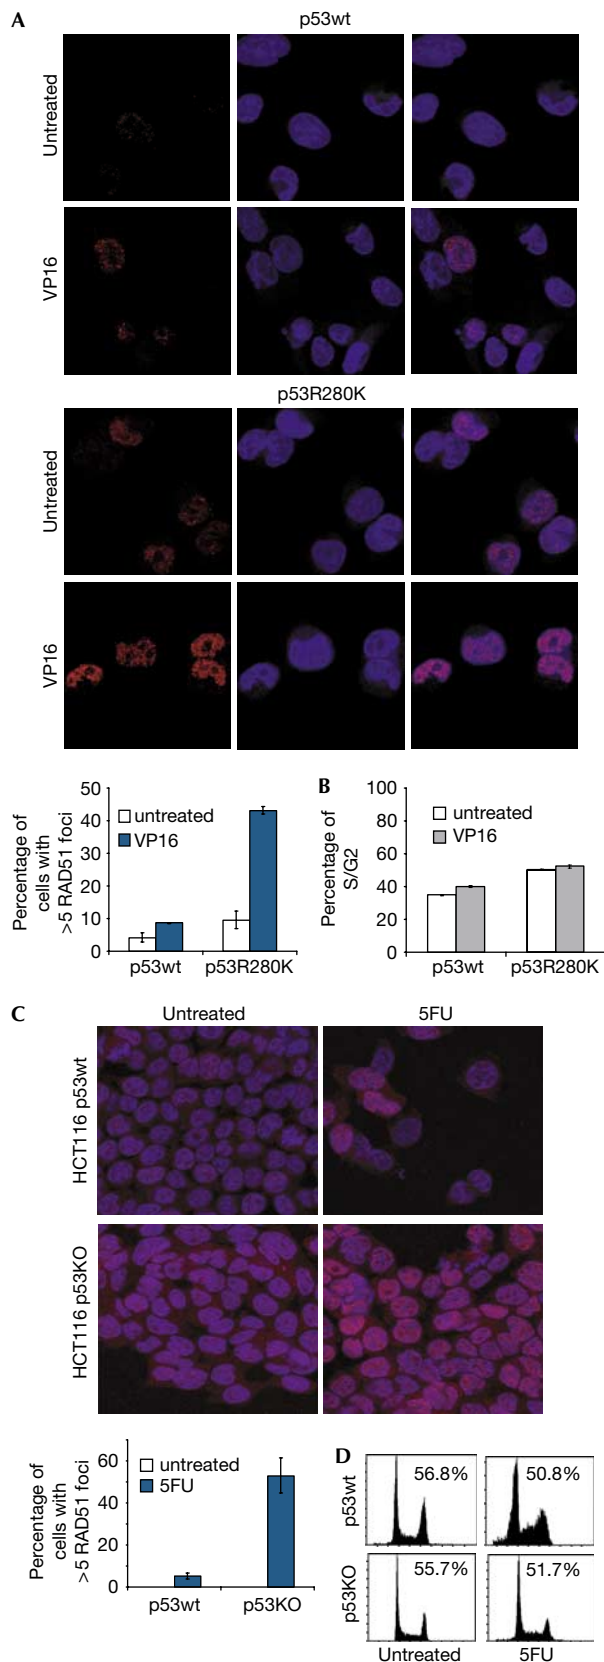 A
p53wt
Untreated
VP16
p53R280K
Untreated
VP16
Percentage of
cells with
>5 RAD51 foci
50
40
30
20
10
0
untreated
VP16
p53wt
p53R280K
B
Percentage of
S/G2
100
80
60
40
20
0
untreated
VP16
p53wt
p53R280K
C
Untreated
5FU
HCT116 p53wt
HCT116 p53KO
Percentage of
cells with
>5 RAD51 foci
60
40
20
0
untreated
5FU
p53wt
p53KO
D
p53wt
56.8%
50.8%
p53KO
55.7%
51.7%
Untreated
5FU